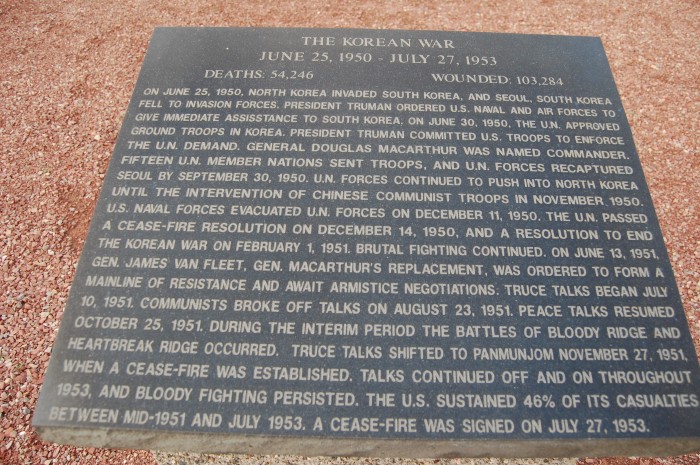 THE KOREAN WAR
JUNE 25, 1950 - JULY 27, 1953
DEATHS: 54,246 WOUNDED: 103,284
ON JUNE 25, 1950, NORTH KOREA INVADED SOUTH KOREA, AND SEOUL, SOUTH KOREA
FELL TO INVASION FORCES. PRESIDENT TRUMAN ORDERED U.S. NAVAL AND AIR FORCES TO
GIVE IMMEDIATE ASSISSTANCE TO SOUTH KOREA. ON JUNE 30, 1950, THE U.N. APPROVED
GROUND TROOPS IN KOREA. PRESIDENT TRUMAN COMMITTED U.S. TROOPS TO ENFORCE
THE U.N. DEMAND. GENERAL DOUGLAS MACARTHUR WAS NAMED COMMANDER.
FIFTEEN U.N. MEMBER NATIONS SENT TROOPS, AND U.N. FORCES RECAPTURED
SEOUL BY SEPTEMBER 30, 1950. U.N. FORCES CONTINUED TO PUSH INTO NORTH KOREA
UNTIL THE INTERVENTION OF CHINESE COMMUNIST TROOPS IN NOVEMBER 1950.
U.S. NAVAL FORCES EVACUATED U.N. FORCES ON DECEMBER 11, 1950. THE U.N. PASSED
A CEASE-FIRE RESOLUTION ON DECEMBER 14, 1950, AND A RESOLUTION TO END
THE KOREAN WAR ON FEBRUARY 1, 1951. BRUTAL FIGHTING CONTINUED. ON JUNE 13, 1951,
GEN. JAMES VAN FLEET, GEN. MACARTHUR'S REPLACEMENT, WAS ORDERED TO FORM A
MAINLINE OF RESISTANCE AND AWAIT ARMISTICE NEGOTIATIONS. TRUCE TALKS BEGAN JULY
10, 1951. COMMUNISTS BROKE OFF TALKS ON AUGUST 23, 1951. PEACE TALKS RESUMED
OCTOBER 25, 1951. DURING THE INTERIM PERIOD THE BATTLES OF BLOODY RIDGE AND
HEARTBREAK RIDGE OCCURRED. TRUCE TALKS SHIFTED TO PANMUNJOM NOVEMBER 27, 1951,
WHEN A CEASE-FIRE WAS ESTABLISHED. TALKS CONTINUED OFF AND ON THROUGHOUT
1953, AND BLOODY FIGHTING PERSISTED. THE U.S. SUSTAINED 46% OF ITS CASUALTIES
BETWEEN MID-1951 AND JULY 1953. A CEASE-FIRE WAS SIGNED ON JULY 27, 1953.